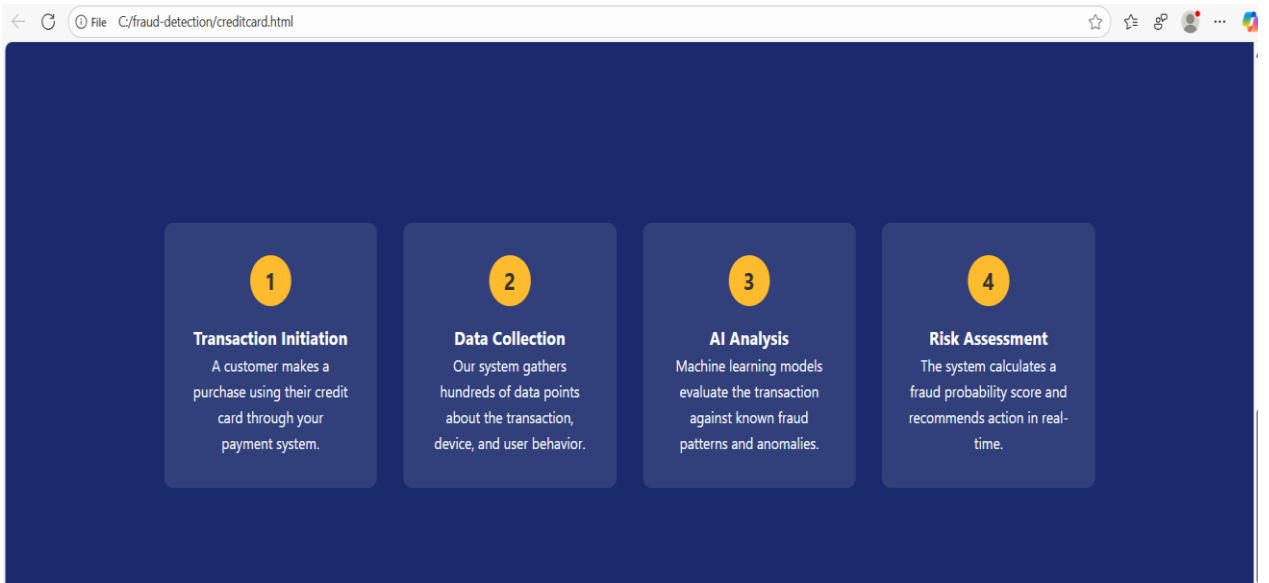 File C:/fraud-detection/creditcard.html
1
Transaction Initiation
A customer makes a
purchase using their credit
card through your
payment system.
2
Data Collection
Our system gathers
hundreds of data points
about the transaction,
device, and user behavior.
3
AI Analysis
Machine learning models
evaluate the transaction
against known fraud
patterns and anomalies.
4
Risk Assessment
The system calculates a
fraud probability score and
recommends action in real-
time.